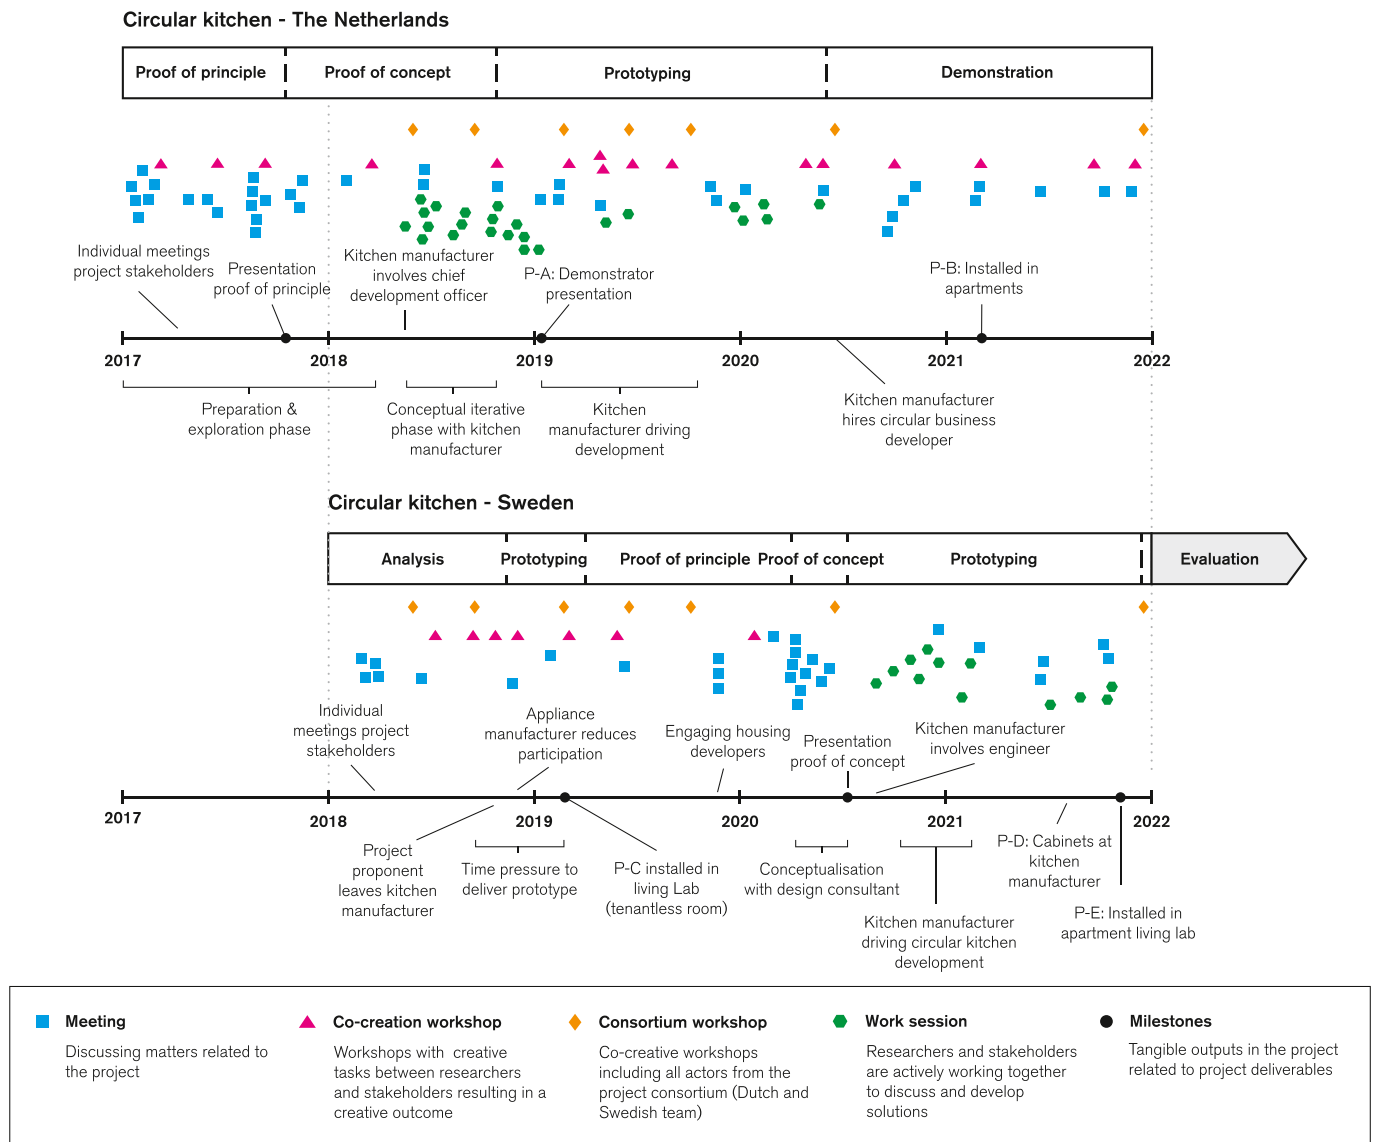 Circular kitchen - The Netherlands
Proof of principle
Proof of concept
Prototyping
Demonstration
Individual meetings
project stakeholders
Presentation
proof of principle
Kitchen manufacturer
involves chief
development officer
P-A: Demonstrator
presentation
P-B: Installed in
apartments
2017
2018
2019
2020
2021
2022
Preparation &
exploration phase
Conceptual iterative
phase with kitchen
manufacturer
Kitchen
manufacturer driving
development
Kitchen manufacturer
hires circular business
developer
Circular kitchen - Sweden
Analysis
Prototyping
Proof of principle
Proof of concept
Prototyping
Evaluation
Individual
meetings project
stakeholders
Appliance
manufacturer reduces
participation
Engaging housing
developers
Presentation
proof of concept
Kitchen manufacturer
involves engineer
2017
2018
2019
2020
2021
2022
Project
proponent
leaves kitchen
manufacturer
Time pressure to
deliver prototype
P-C installed in
living Lab
(tenantless room)
Conceptualisation
with design consultant
Kitchen manufacturer
driving circular kitchen
development
P-D: Cabinets at
kitchen
manufacturer
P-E: Installed in
apartment living lab
Meeting
Discussing matters related to
the project
Co-creation workshop
Workshops with creative
tasks between researchers
and stakeholders resulting in a
creative outcome
Consortium workshop
Co-creative workshops
including all actors from the
project consortium (Dutch and
Swedish team)
Work session
Researchers and stakeholders
are actively working together
to discuss and develop
solutions
Milestones
Tangible outputs in the project
related to project deliverables